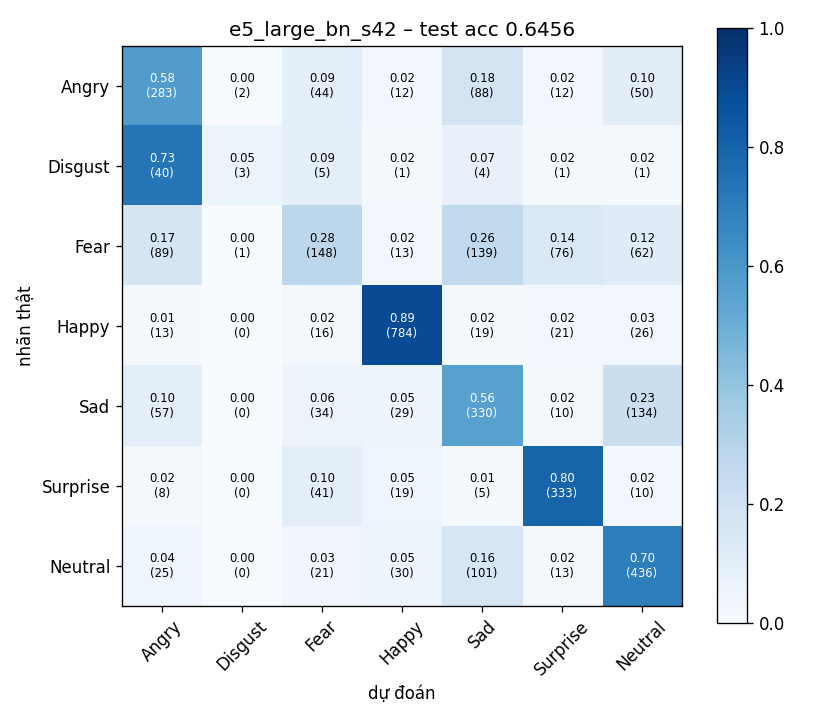 e5_large_bn_s42 – test acc 0.6456
1.0
0.8
0.6
0.4
0.2
0.0
nhãn thật
Angry
0.58 0.00 0.09 0.02 0.18 0.02 0.10
(283) (2) (44) (12) (88) (12) (50)
Disgust
0.73 0.05 0.09 0.02 0.07 0.02 0.02
(40) (3) (5) (1) (4) (1) (1)
Fear
0.17 0.00 0.28 0.02 0.26 0.14 0.12
(89) (1) (148) (13) (139) (76) (62)
Happy
0.01 0.00 0.02 0.89 0.02 0.02 0.03
(13) (0) (16) (784) (19) (21) (26)
Sad
0.10 0.00 0.06 0.05 0.56 0.02 0.23
(57) (0) (34) (29) (330) (10) (134)
Surprise
0.02 0.00 0.10 0.05 0.01 0.80 0.02
(8) (0) (41) (19) (5) (333) (10)
Neutral
0.04 0.00 0.03 0.05 0.16 0.02 0.70
(25) (0) (21) (30) (101) (13) (436)
Angry Disgust Fear Happy Sad Surprise Neutral
dự đoán